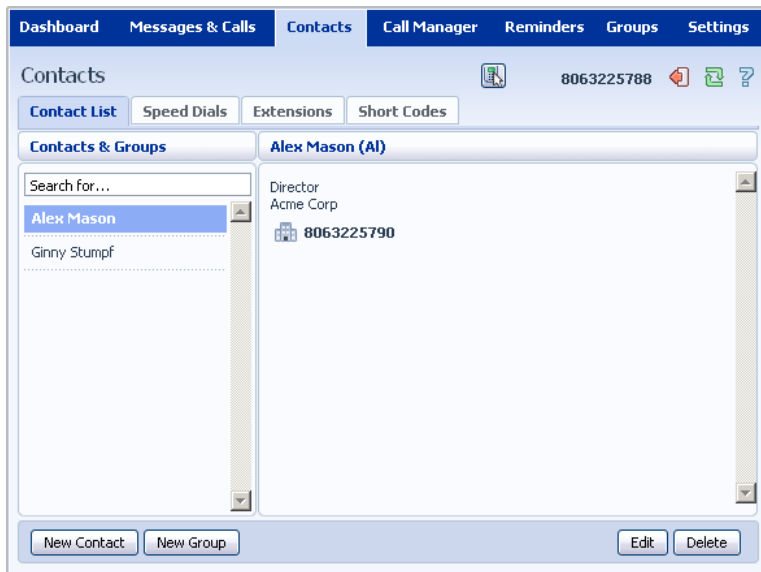 Dashboard Messages & Calls Contacts Call Manager Reminders Groups Settings
Contacts 8063225788
Contact List Speed Dials Extensions Short Codes
Contacts & Groups Alex Mason (Al)
Search for...
Alex Mason
Ginny Stumpf
Director
Acme Corp
8063225790
New Contact New Group Edit Delete